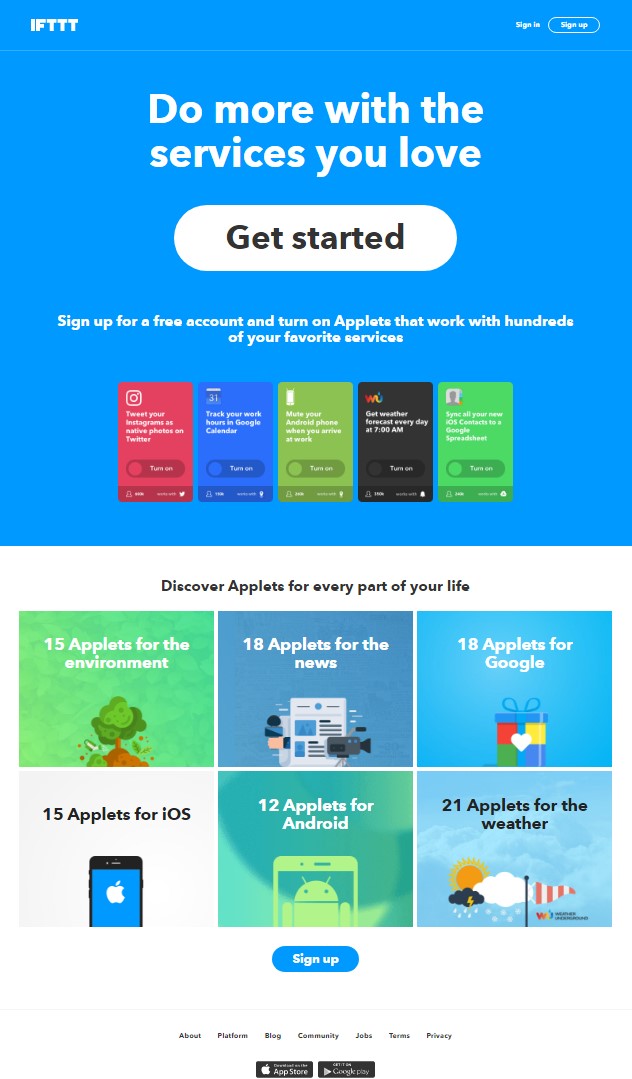 IFTTT
Sign in
Sign up
Do more with the
services you love
Get started
Sign up for a free account and turn on Applets that work with hundreds
of your favorite services
Tweet your
Instagrams as
native photos on
Twitter
Turn on
works with
31
Track your work
hours in Google
Calendar
Turn on
works with
Mute your
Android phone
when you arrive
at work
Turn on
works with
Get weather
forecast every day
at 7:00 AM
Turn on
works with
Sync all your new
iOS Contacts to a
Google
Spreadsheet
Turn on
works with
Discover Applets for every part of your life
15 Applets for the
environment
18 Applets for the
news
18 Applets for
Google
15 Applets for iOS
12 Applets for
Android
21 Applets for the
weather
WEATHER
UNDERGROUND
Sign up
About
Platform
Blog
Community
Jobs
Terms
Privacy
Download on the
App Store
GET IT ON
Google play